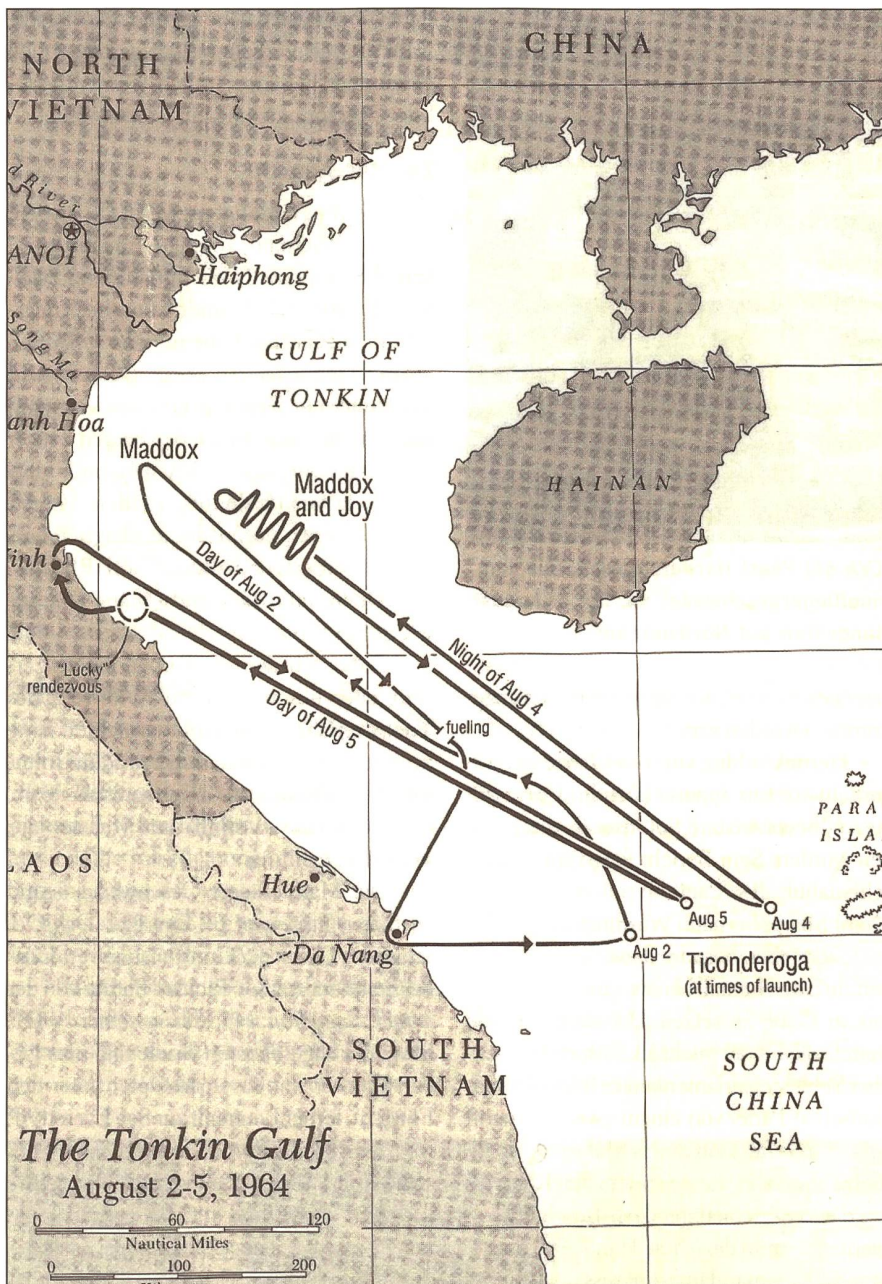 CHINA
NORTH
VIETNAM
d River
ANOI
Haiphong
Song Ma
anh Hoa
GULF OF
TONKIN
HAINAN
Maddox
Maddox
and Joy
Day of Aug 2
inh
"Lucky"
rendezvous
Night of Aug 4
Day of Aug 5
fueling
PARA
ISLA
LAOS
Hue
Da Nang
Aug 5
Aug 4
Aug 2
Ticonderoga
(at times of launch)
SOUTH
VIETNAM
SOUTH
CHINA
SEA
The Tonkin Gulf
August 2-5, 1964
0 60 120
Nautical Miles
0 100 200